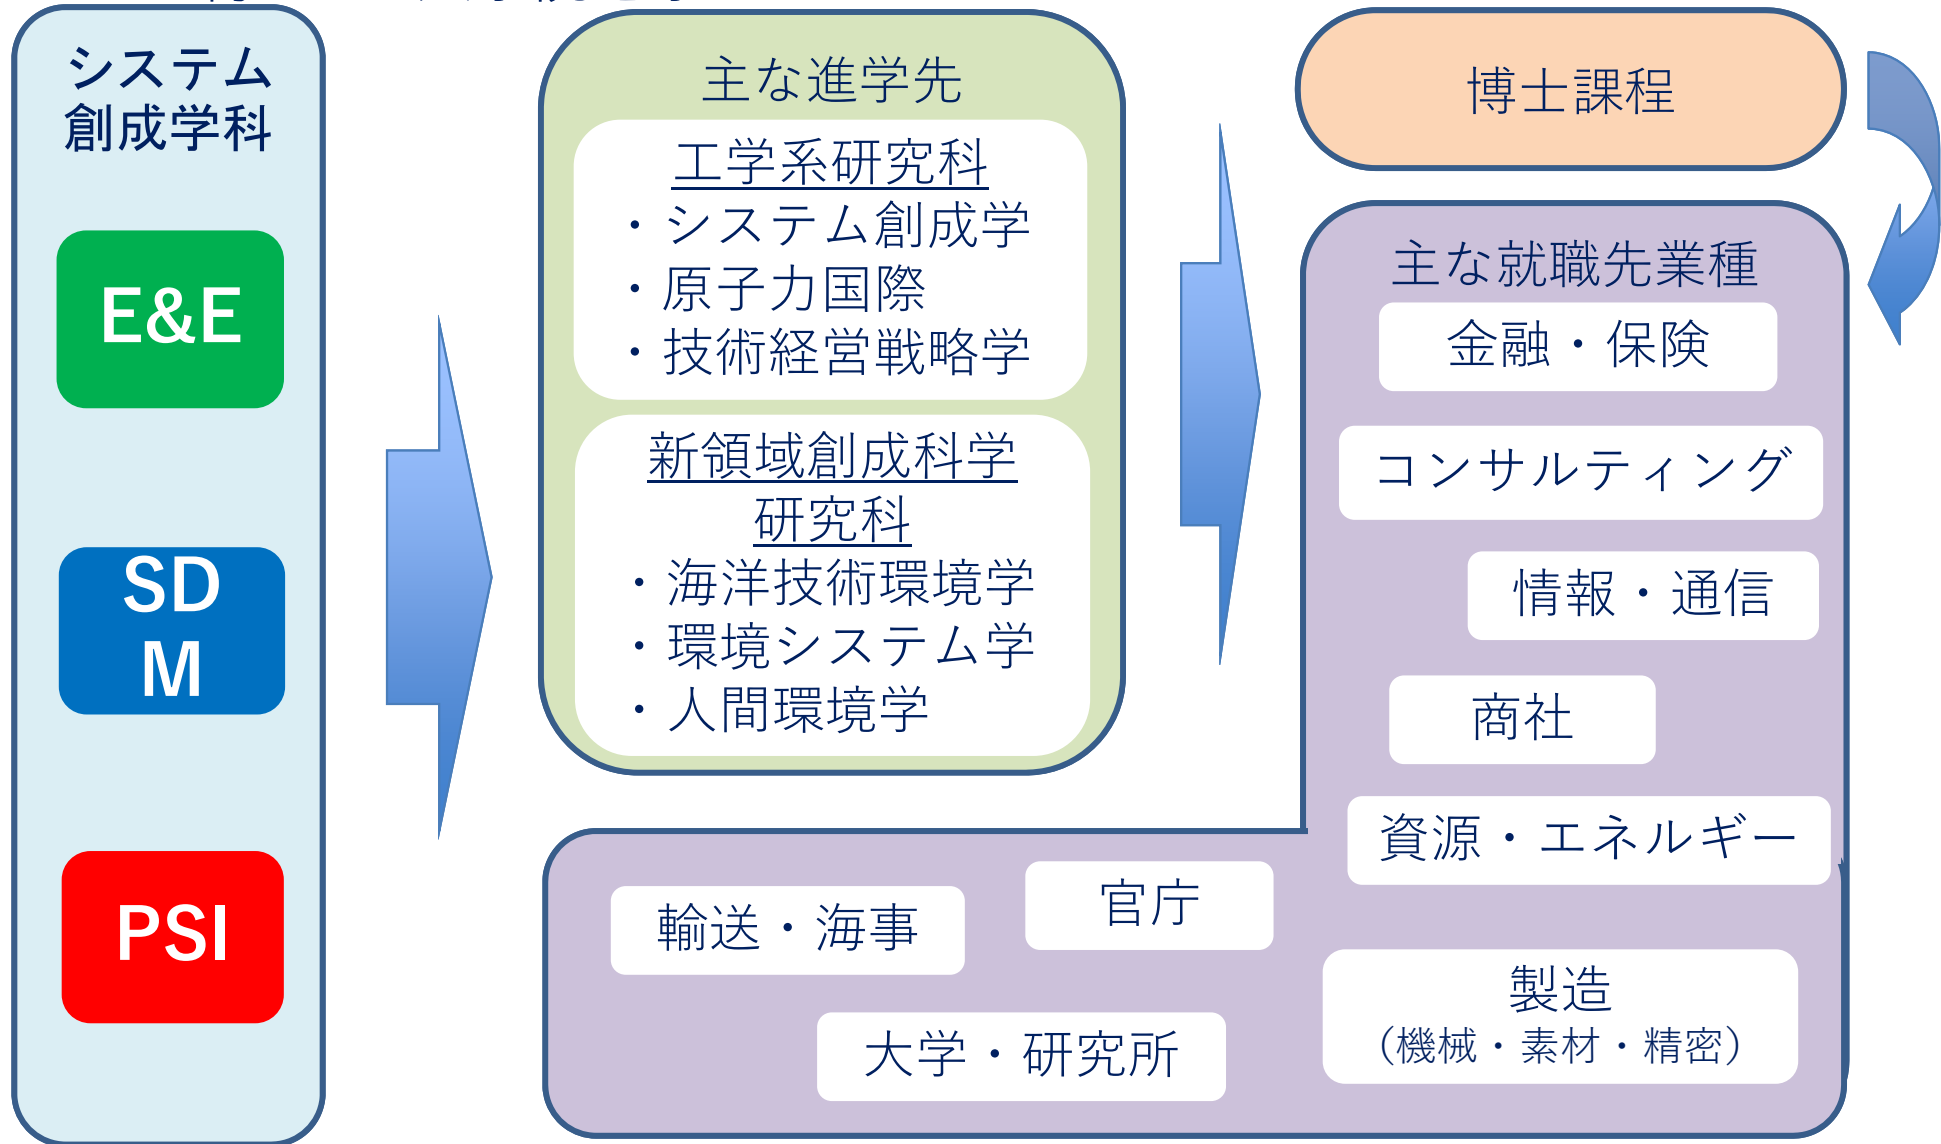 システム
創成学科
E&E
SD
M
PSI
主な進学先
工学系研究科
・システム創成学
・原子力国際
・技術経営戦略学
新領域創成科学
研究科
・海洋技術環境学
・環境システム学
・人間環境学
博士課程
主な就職先業種
金融・保険
コンサルティング
情報・通信
商社
資源・エネルギー
官庁
輸送・海事
製造
（機械・素材・精密）
大学・研究所